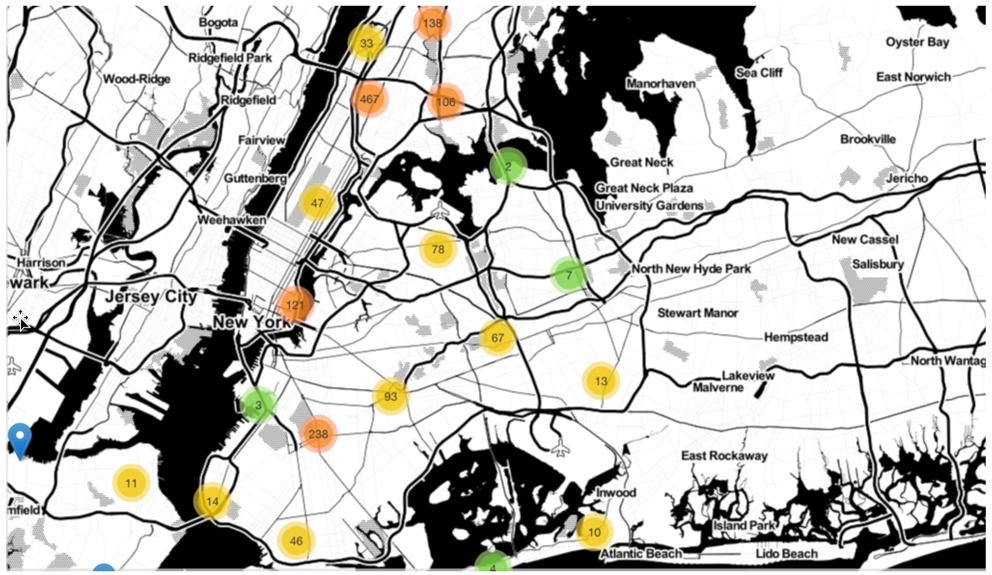 Bogota
138
33
Ridgefield Park
Oyster Bay
Wood-Ridge
Manorhaven
Sea Cliff
East Norwich
Ridgefield
467
106
Fairview
Brookville
Great Neck
2
Guttenberg
Jericho
Great Neck Plaza
47
University Gardens
Weehawken
78
New Cassel
Harrison
Salisbury
wark
7
North New Hyde Park
Jersey City
121
New York
Stewart Manor
67
Hempstead
North Wantag
13
Lakeview
Malverne
93
3
238
East Rockaway
11
Inwood
14
mfield
Island Park
10
46
Atlantic Beach
Lido Beach
4